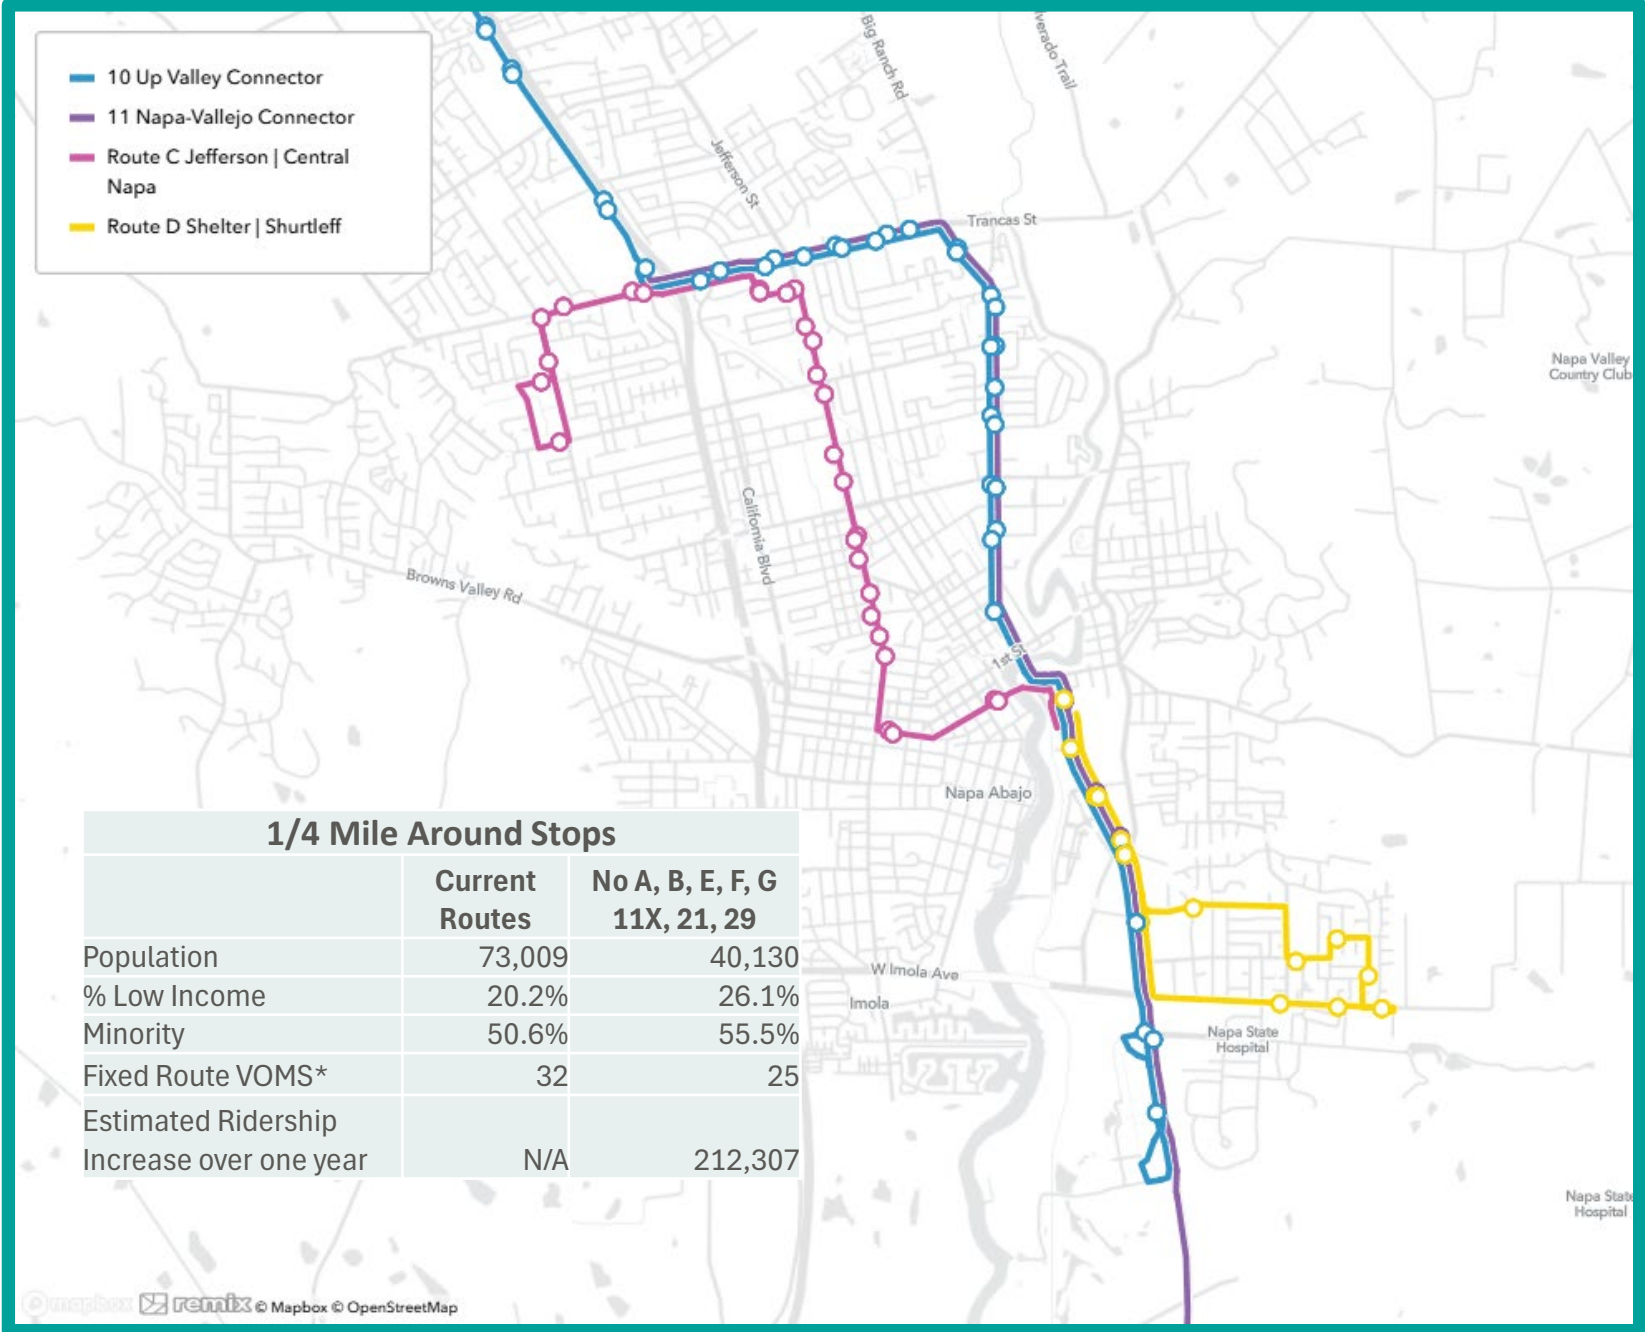 10 Up Valley Connector
11 Napa-Vallejo Connector
Route C Jefferson | Central
Napa
Route D Shelter | Shurtleff
Big Ranch Rd
verado Trail
Jefferson St
Trancas St
Napa Valley
Country Club
California Blvd
Browns Valley Rd
1st St
Napa Abajo
W Imola Ave
Imola
Napa State
Hospital
Napa State
Hospital
1/4 Mile Around Stops
Current
Routes
No A, B, E, F, G
11X, 21, 29
Population 73,009 40,130
% Low Income 20.2% 26.1%
Minority 50.6% 55.5%
Fixed Route VOMS* 32 25
Estimated Ridership
Increase over one year N/A 212,307
mapbox remix © Mapbox © OpenStreetMap